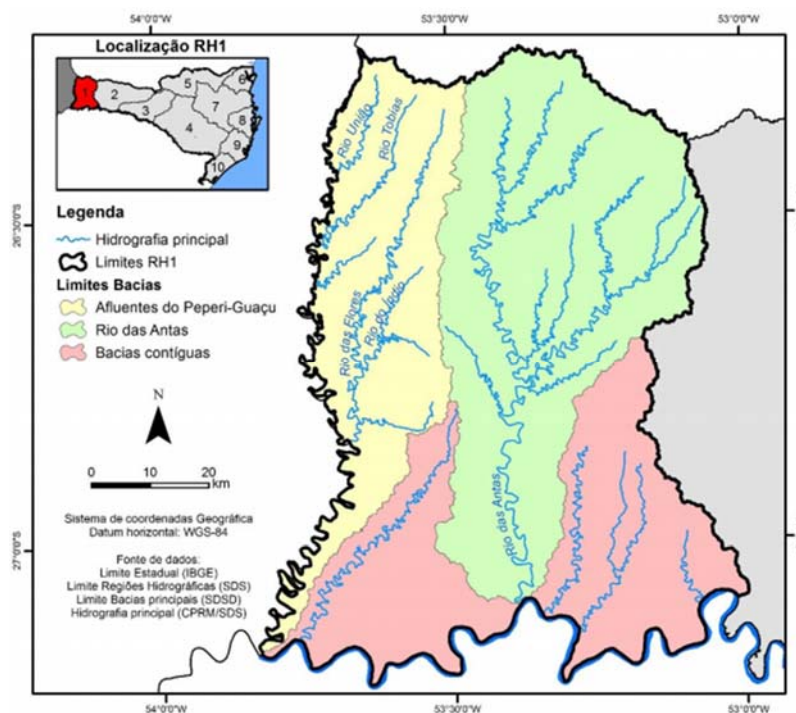 54°0'0"W
53°30'0"W
53°0'0"W
Localização RH1
1
2
3
4
5
6
7
8
9
10
Rio União
Rio Tobias
Legenda
Hidrografia principal
Limites RH1
Limites Bacias
Afluentes do Peperi-Guaçu
Rio das Antas
Bacias contíguas
26°30'0"S
Rio das Flores
Rio do Índio
N
0 10 20
km
Rio das Antas
Sistema de coordenadas Geográfica
Datum horizontal: WGS-84
27°0'0"S
Fonte de dados:
Limite Estadual (IBGE)
Limite Regiões Hidrográficas (SDS)
Limite Bacias principais (SDSD)
Hidrografia principal (CPRM/SDS)
54°0'0"W
53°30'0"W
53°0'0"W